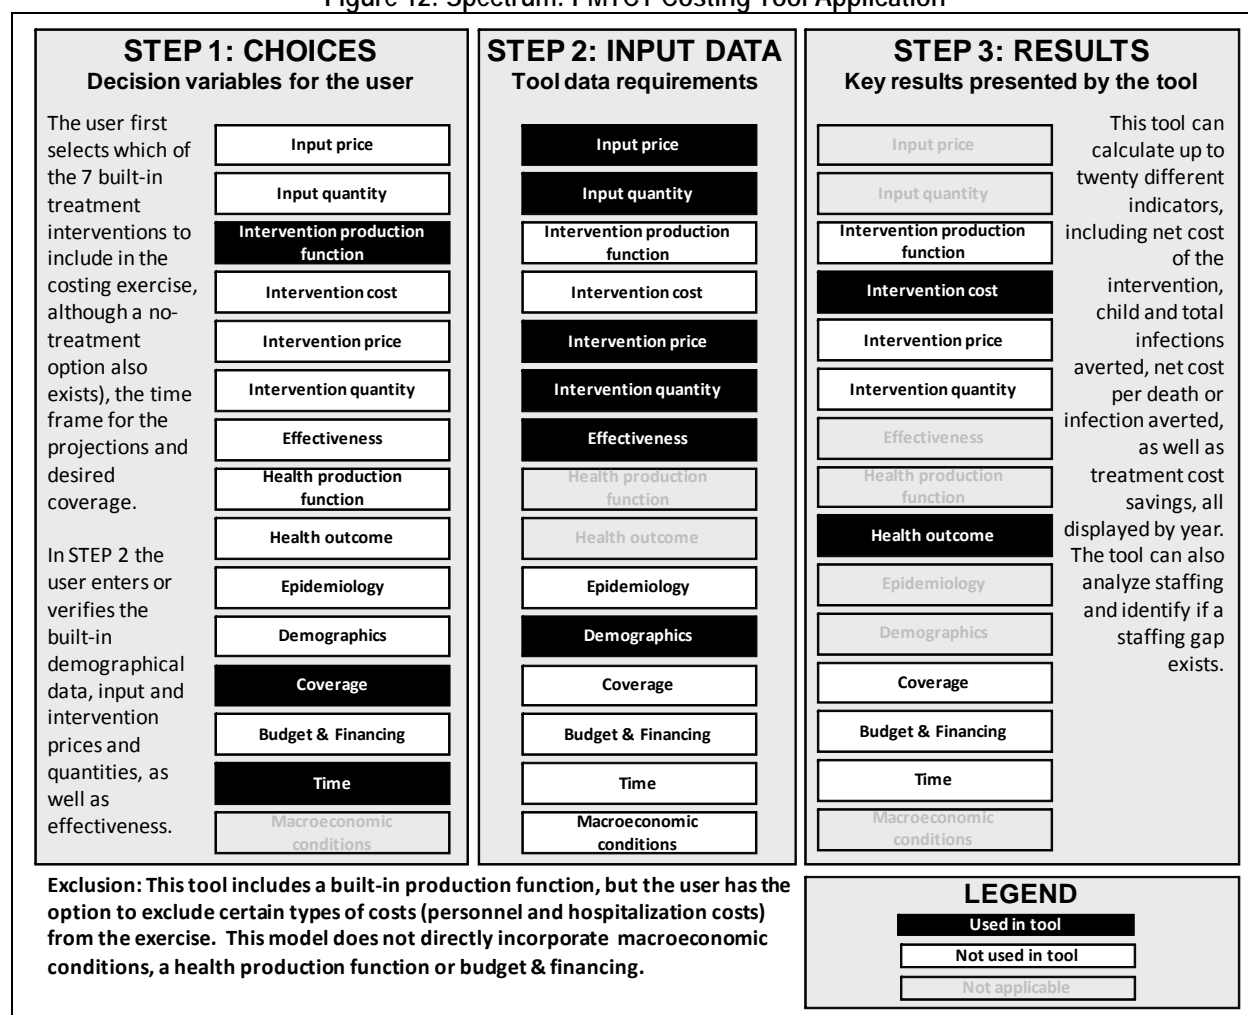 Figure 12: Spectrum: PMTCT Costing Tool Application
STEP 1: CHOICES
Decision variables for the user
The user first
selects which of
the 7 built-in
treatment
interventions to
include in the
costing exercise,
although a no-
treatment
option also
exists), the time
frame for the
projections and
desired
coverage.
In STEP 2 the
user enters or
verifies the
built-in
demographical
data, input and
intervention
prices and
quantities, as
well as
effectiveness.
Input price
Input quantity
Intervention production
function
Intervention cost
Intervention price
Intervention quantity
Effectiveness
Health production
function
Health outcome
Epidemiology
Demographics
Coverage
Budget & Financing
Time
Macroeconomic
conditions
STEP 2: INPUT DATA
Tool data requirements
Input price
Input quantity
Intervention production
function
Intervention cost
Intervention price
Intervention quantity
Effectiveness
Health production
function
Health outcome
Epidemiology
Demographics
Coverage
Budget & Financing
Time
Macroeconomic
conditions
STEP 3: RESULTS
Key results presented by the tool
Input price
Input quantity
Intervention production
function
Intervention cost
Intervention price
Intervention quantity
Effectiveness
Health production
function
Health outcome
Epidemiology
Demographics
Coverage
Budget & Financing
Time
Macroeconomic
conditions
This tool can
calculate up to
twenty different
indicators,
including net cost
of the
intervention,
child and total
infections
averted, net cost
per death or
infection averted,
as well as
treatment cost
savings, all
displayed by year.
The tool can also
analyze staffing
and identify if a
staffing gap
exists.
Exclusion: This tool includes a built-in production function, but the user has the
option to exclude certain types of costs (personnel and hospitalization costs)
from the exercise. This model does not directly incorporate macroeconomic
conditions, a health production function or budget & financing.
LEGEND
Used in tool
Not used in tool
Not applicable